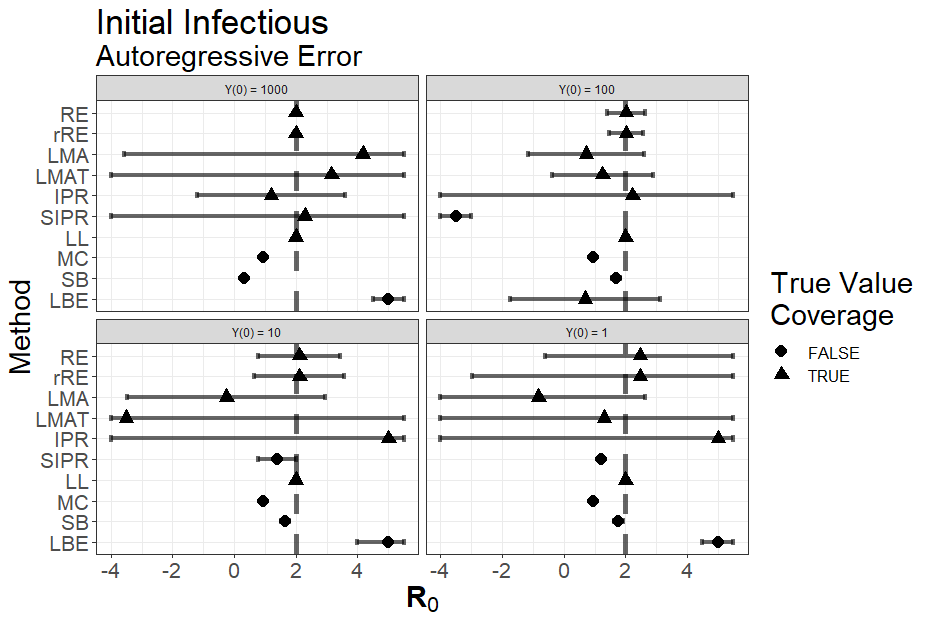 Initial Infectious
Autoregressive Error
Y(0) = 1000
Y(0) = 100
RE
rRE
LMA
LMAT
IPR
SIPR
LL
MC
SB
LBE
Y(0) = 10
Y(0) = 1
RE
rRE
LMA
LMAT
IPR
SIPR
LL
MC
SB
LBE
-4 -2 0 2 4
-4 -2 0 2 4
Method
R0
True Value
Coverage
FALSE
TRUE